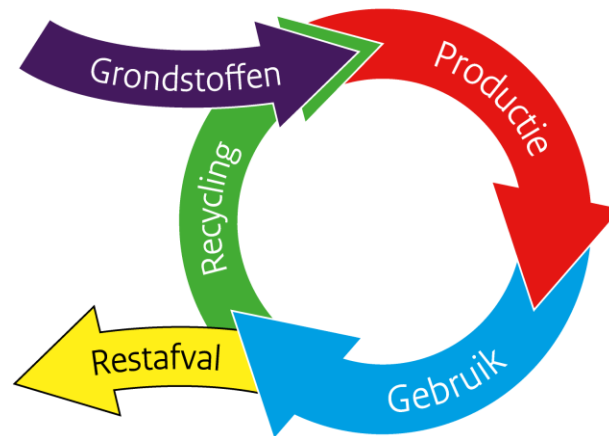 Grondstoffen
Productie
Gebruik
Recycling
Restafval